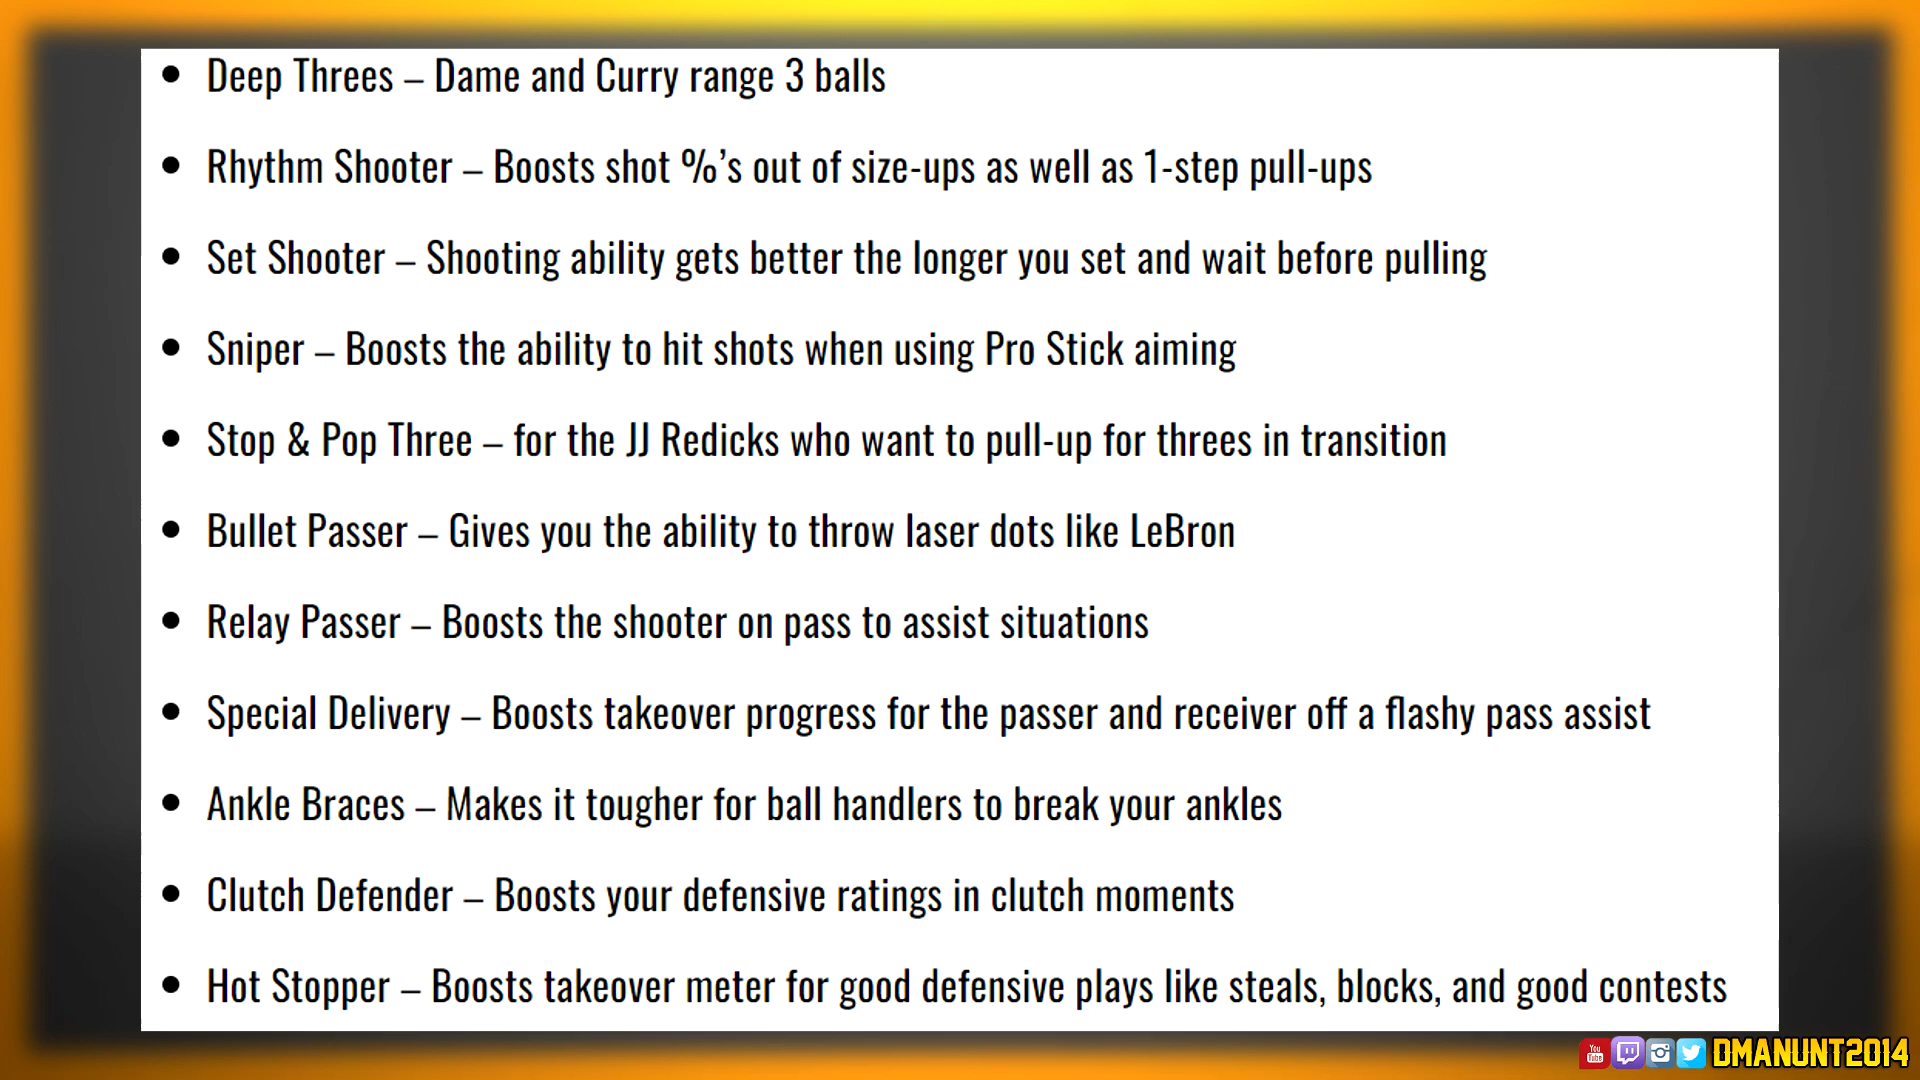 • Deep Threes – Dame and Curry range 3 balls
• Rhythm Shooter – Boosts shot %’s out of size-ups as well as 1-step pull-ups
• Set Shooter – Shooting ability gets better the longer you set and wait before pulling
• Sniper – Boosts the ability to hit shots when using Pro Stick aiming
• Stop & Pop Three – for the JJ Redicks who want to pull-up for threes in transition
• Bullet Passer – Gives you the ability to throw laser dots like LeBron
• Relay Passer – Boosts the shooter on pass to assist situations
• Special Delivery – Boosts takeover progress for the passer and receiver off a flashy pass assist
• Ankle Braces – Makes it tougher for ball handlers to break your ankles
• Clutch Defender – Boosts your defensive ratings in clutch moments
• Hot Stopper – Boosts takeover meter for good defensive plays like steals, blocks, and good contests
You Tube DMANUNT2014